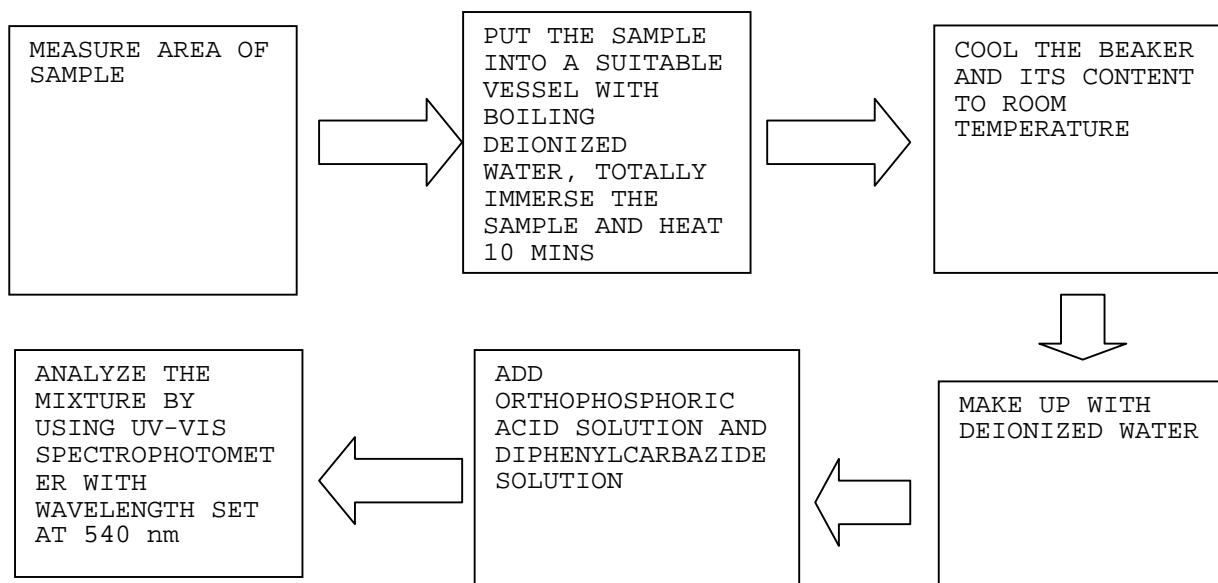 MEASURE AREA OF
SAMPLE
PUT THE SAMPLE
INTO A SUITABLE
VESSEL WITH
BOILING
DEIONIZED
WATER, TOTALLY
IMMERSE THE
SAMPLE AND HEAT
10 MINS
COOL THE BEAKER
AND ITS CONTENT
TO ROOM
TEMPERATURE
MAKE UP WITH
DEIONIZED WATER
ADD
ORTHOPHOSPHORIC
ACID SOLUTION AND
DIPHENYLCARBAZIDE
SOLUTION
ANALYZE THE
MIXTURE BY
USING UV-VIS
SPECTROPHOTOMET
ER WITH
WAVELENGTH SET
AT 540 nm